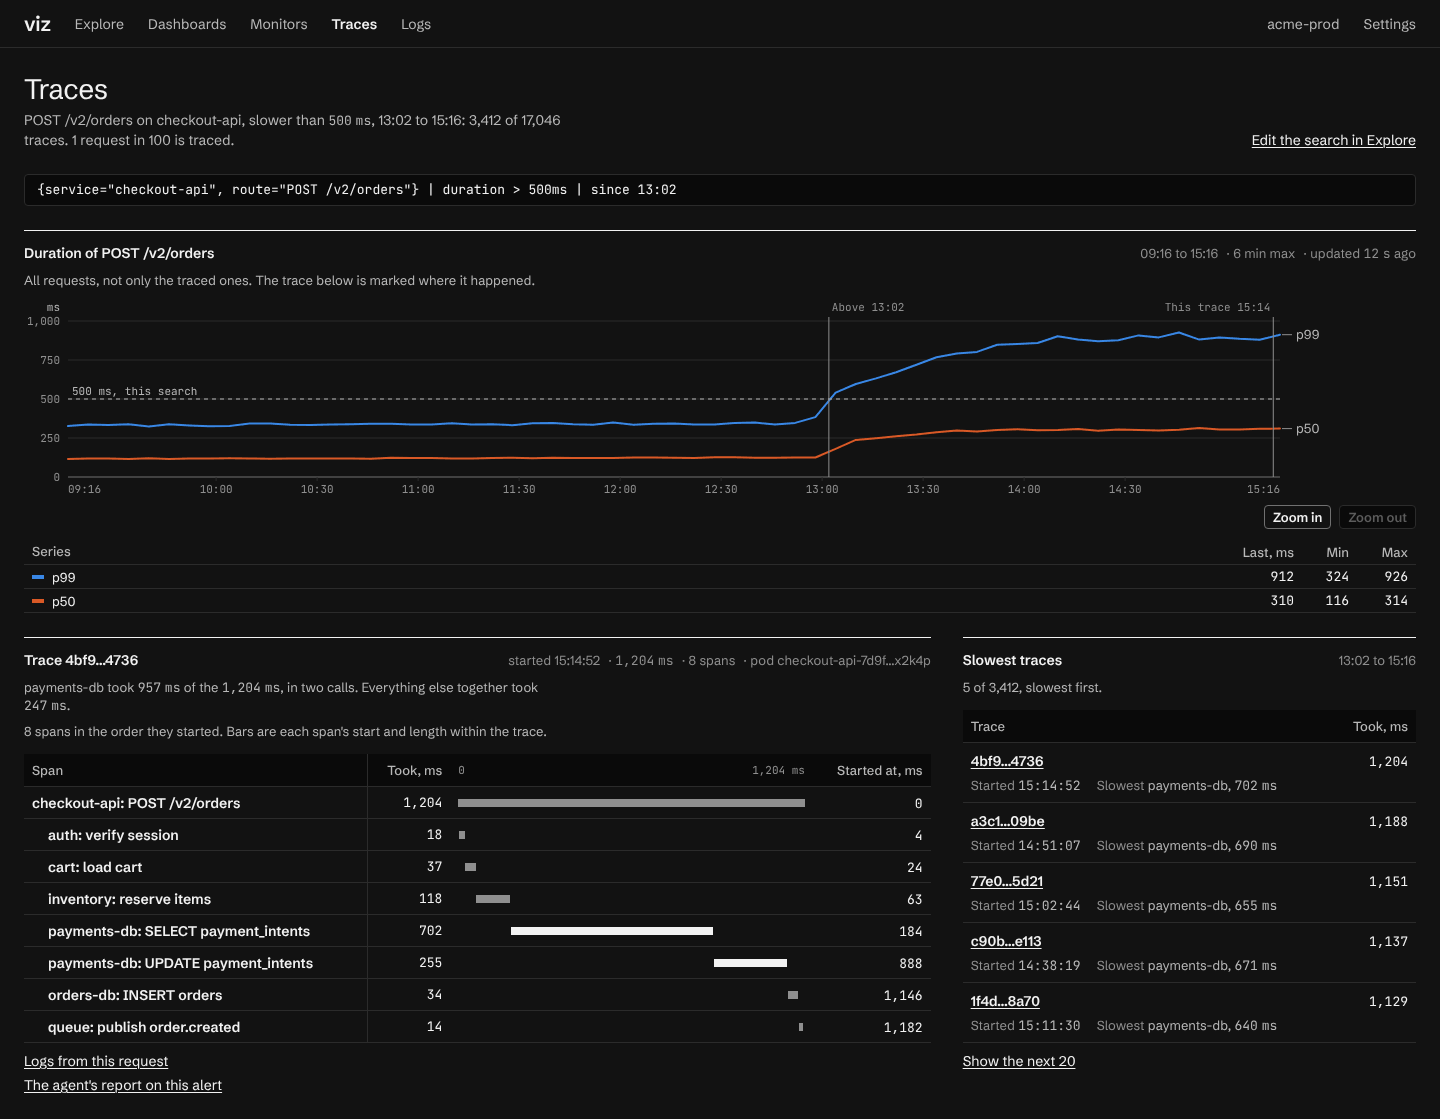 viz Explore Dashboards Monitors Traces Logs acme-prod Settings
Traces
POST /v2/orders on checkout-api, slower than 500 ms, 13:02 to 15:16: 3,412 of 17,046
traces. 1 request in 100 is traced.
Edit the search in Explore
{service="checkout-api", route="POST /v2/orders"} | duration > 500ms | since 13:02
Duration of POST /v2/orders
09:16 to 15:16 · 6 min max · updated 12 s ago
All requests, not only the traced ones. The trace below is marked where it happened.
ms
Above 13:02
This trace 15:14
1,000
p99
750
500 ms, this search
500
p50
250
0
09:16 10:00 10:30 11:00 11:30 12:00 12:30 13:00 13:30 14:00 14:30 15:16
Zoom in Zoom out
Series Last, ms Min Max
p99 912 324 926
p50 310 116 314
Trace 4bf9…4736
started 15:14:52 · 1,204 ms · 8 spans · pod checkout-api-7d9f…x2k4p
payments-db took 957 ms of the 1,204 ms, in two calls. Everything else together took
247 ms.
8 spans in the order they started. Bars are each span's start and length within the trace.
Span Took, ms 0 1,204 ms Started at, ms
checkout-api: POST /v2/orders 1,204 0
auth: verify session 18 4
cart: load cart 37 24
inventory: reserve items 118 63
payments-db: SELECT payment_intents 702 184
payments-db: UPDATE payment_intents 255 888
orders-db: INSERT orders 34 1,146
queue: publish order.created 14 1,182
Logs from this request
The agent's report on this alert
Slowest traces
13:02 to 15:16
5 of 3,412, slowest first.
Trace Took, ms
4bf9…4736 1,204
Started 15:14:52 Slowest payments-db, 702 ms
a3c1…09be 1,188
Started 14:51:07 Slowest payments-db, 690 ms
77e0…5d21 1,151
Started 15:02:44 Slowest payments-db, 655 ms
c90b…e113 1,137
Started 14:38:19 Slowest payments-db, 671 ms
1f4d…8a70 1,129
Started 15:11:30 Slowest payments-db, 640 ms
Show the next 20